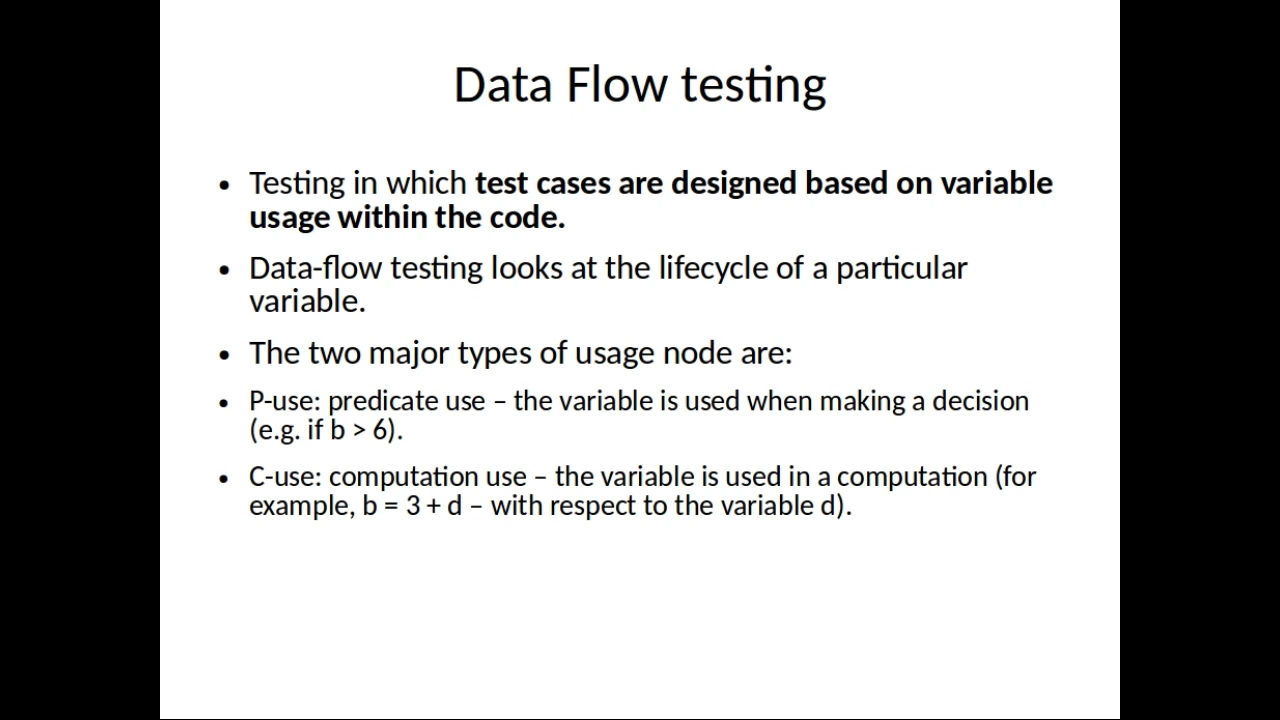 Data Flow testing
• Testing in which test cases are designed based on variable
usage within the code.
• Data-flow testing looks at the lifecycle of a particular
variable.
• The two major types of usage node are:
• P-use: predicate use – the variable is used when making a decision
(e.g. if b > 6).
• C-use: computation use – the variable is used in a computation (for
example, b = 3 + d – with respect to the variable d).